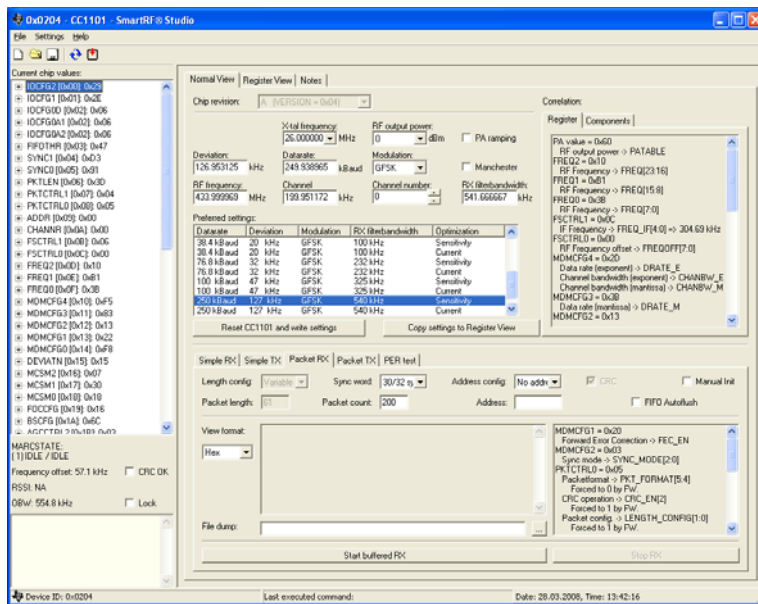 0x0204 - CC1101 - SmartRF® Studio
File Settings Help
Current chip values:
IOCFG2 [0x00]: 0x29
IOCFG1 [0x01]: 0x2E
IOCFG0D [0x02]: 0x06
IOCFG0A1 [0x02]: 0x06
IOCFG0A2 [0x02]: 0x06
FIFOTHR [0x03]: 0x47
SYNC1 [0x04]: 0xD3
SYNC0 [0x05]: 0x91
PKTLEN [0x06]: 0x3D
PKTCTRL1 [0x07]: 0x04
PKTCTRL0 [0x08]: 0x05
ADDR [0x09]: 0x00
CHANNR [0x0A]: 0x00
FSCTRL1 [0x0B]: 0x06
FSCTRL0 [0x0C]: 0x00
FREQ2 [0x0D]: 0x10
FREQ1 [0x0E]: 0xB1
FREQ0 [0x0F]: 0x3B
MDMCFG4 [0x10]: 0xF5
MDMCFG3 [0x11]: 0x83
MDMCFG2 [0x12]: 0x13
MDMCFG1 [0x13]: 0x22
MDMCFG0 [0x14]: 0xF8
DEVIATN [0x15]: 0x15
MCSM2 [0x16]: 0x07
MCSM1 [0x17]: 0x30
MCSM0 [0x18]: 0x18
FOCCFG [0x19]: 0x16
BSCFG [0x1A]: 0x6C
AGCCTRL2 [0x1B]: 0x03
MARCSTATE:
(1) IDLE / IDLE
Frequency offset: 57.1 kHz CRC OK
RSSI: NA
OBW: 554.8 kHz Lock
Normal View Register View Notes
Chip revision: A (VERSION = 0x04)
X-tal frequency: RF output power:
26.000000 MHz 0 dBm PA ramping
Deviation: Datarate: Modulation:
126.953125 kHz 249.938965 kBaud GFSK Manchester
RF frequency: Channel Channel number: RX filterbandwidth:
433.999969 MHz 199.951172 kHz 0 541.666667 kHz
Preferred settings:
Datarate Deviation Modulation RX filterbandwidth Optimization
38.4 kBaud 20 kHz GFSK 100 kHz Sensitivity
38.4 kBaud 20 kHz GFSK 100 kHz Current
76.8 kBaud 32 kHz GFSK 232 kHz Sensitivity
76.8 kBaud 32 kHz GFSK 232 kHz Current
100 kBaud 47 kHz GFSK 325 kHz Sensitivity
100 kBaud 47 kHz GFSK 325 kHz Current
250 kBaud 127 kHz GFSK 540 kHz Sensitivity
250 kBaud 127 kHz GFSK 540 kHz Current
Reset CC1101 and write settings Copy settings to Register View
Correlation:
Register Components
PA value = 0x60
RF output power -> PATABLE
FREQ2 = 0x10
RF Frequency -> FREQ[23:16]
FREQ1 = 0xB1
RF Frequency -> FREQ[15:8]
FREQ0 = 0x3B
RF Frequency -> FREQ[7:0]
FSCTRL1 = 0x0C
IF Frequency -> FREQ_IF[4:0] => 304.69 kHz
FSCTRL0 = 0x00
RF Frequency offset -> FREQOFF[7:0]
MDMCFG4 = 0x2D
Data rate (exponent) -> DRATE_E
Channel bandwidth (exponent) -> CHANBW_E
Channel bandwidth (mantissa) -> CHANBW_M
MDMCFG3 = 0x3B
Data rate (mantissa) -> DRATE_M
MDMCFG2 = 0x13
Simple RX Simple TX Packet RX Packet TX PER test
Length config: Variable Sync word: 30/32 Address config: No CRC Manual Init
Packet length: 61 Packet count: 200 Address: FIFO Autoflush
View format:
Hex
File dump: ...
MDMCFG1 = 0x20
Forward Error Correction -> FEC_EN
MDMCFG2 = 0x03
Sync mode -> SYNC_MODE[2:0]
PKTCTRL0 = 0x05
Packetformat -> PKT_FORMAT[5:4]
Forced to 0 by FW.
CRC operation -> CRC_EN[2]
Forced to 1 by FW.
Packet config. -> LENGTH_CONFIG[1:0]
Forced to 1 by FW.
Start buffered RX Stop RX
Device ID: 0x0204 Last executed command: Date: 28.03.2008, Time: 13:42:16